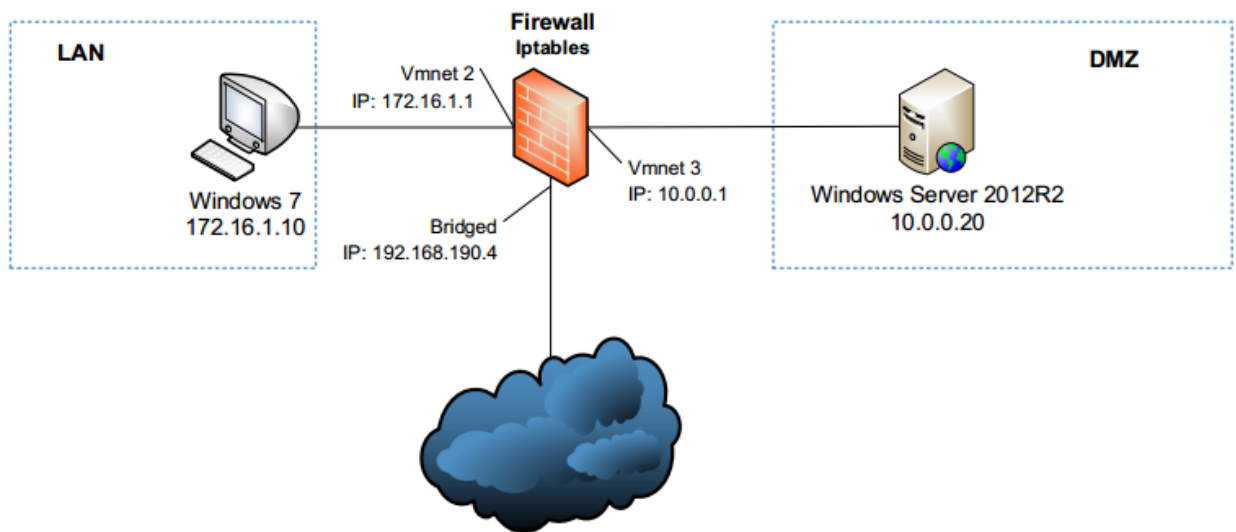 Firewall
Iptables
LAN
DMZ
Vmnet 2
IP: 172.16.1.1
Vmnet 3
IP: 10.0.0.1
Windows 7
172.16.1.10
Windows Server 2012R2
10.0.0.20
Bridged
IP: 192.168.190.4